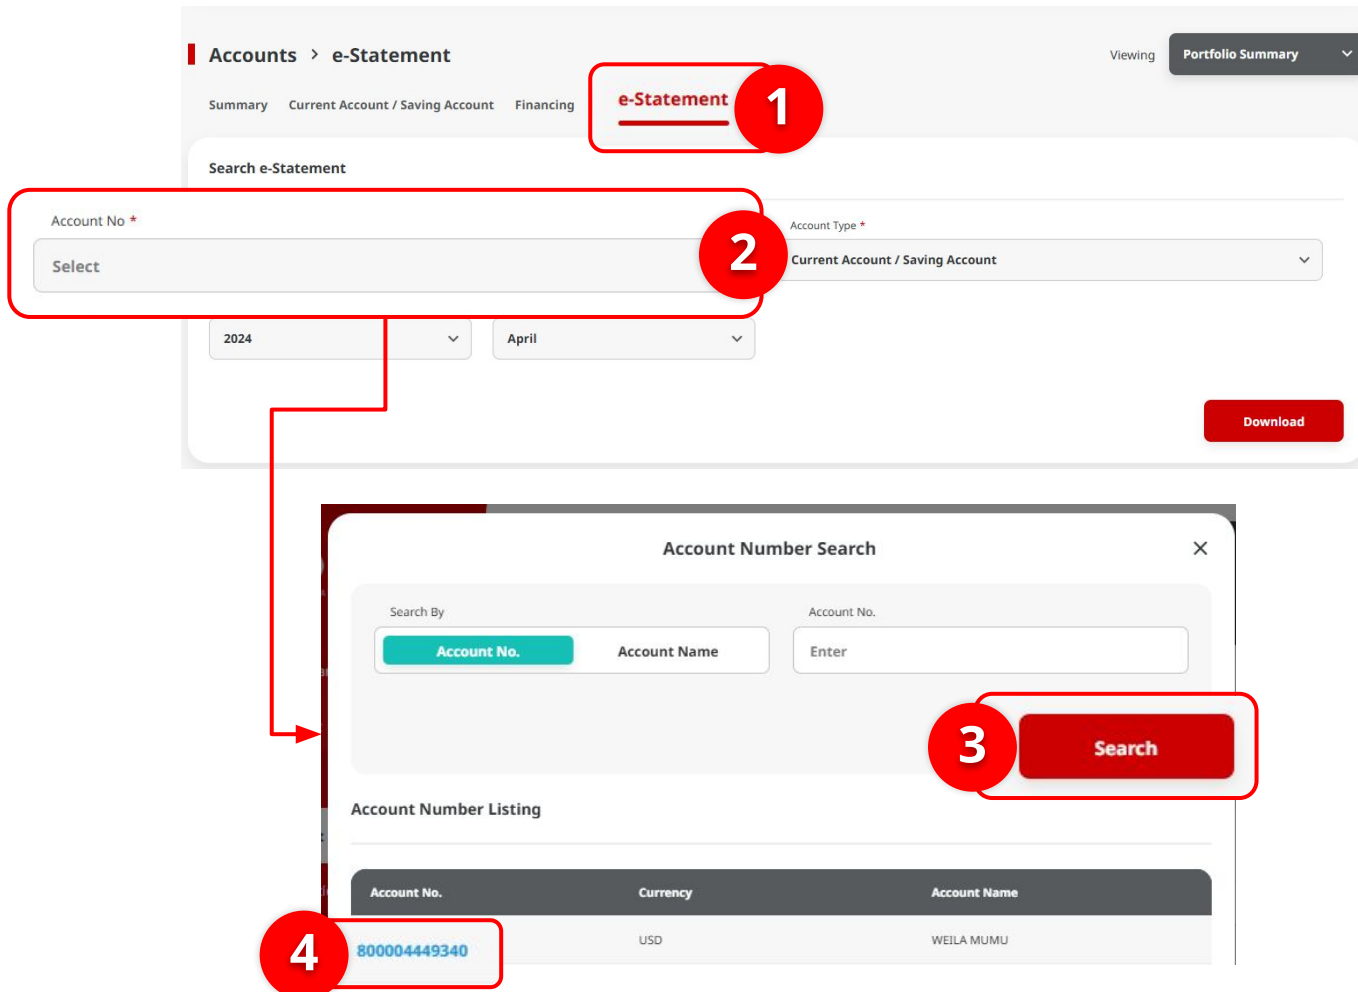 Accounts > e-Statement
Viewing
Portfolio Summary
Summary
Current Account / Saving Account
Financing
e-Statement
1
Search e-Statement
Account No *
Select
2
Account Type *
Current Account / Saving Account
2024
April
Download
Account Number Search
Search By
Account No.
Account No.
Account Name
Enter
3
Search
Account Number Listing
Account No.
Currency
Account Name
4
800004449340
USD
WEILA MUMU